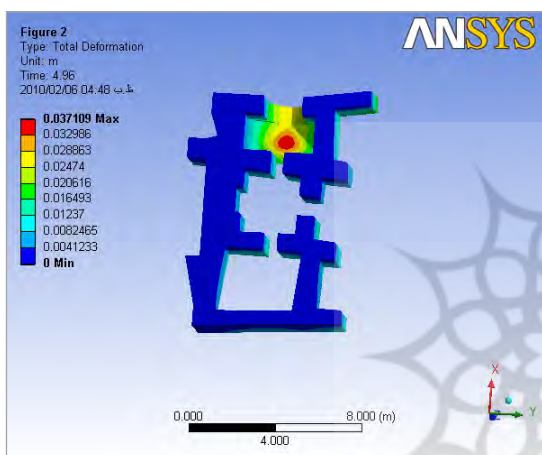 Figure 2
Type: Total Deformation
Unit: m
Time: 4.96
2010/02/06 04:48 ب.ظ
0.037109 Max
0.032986
0.028863
0.02474
0.020616
0.016493
0.01237
0.0082465
0.0041233
0 Min
ANSYS
0.000
8.000 (m)
4.000
X
Y
Z